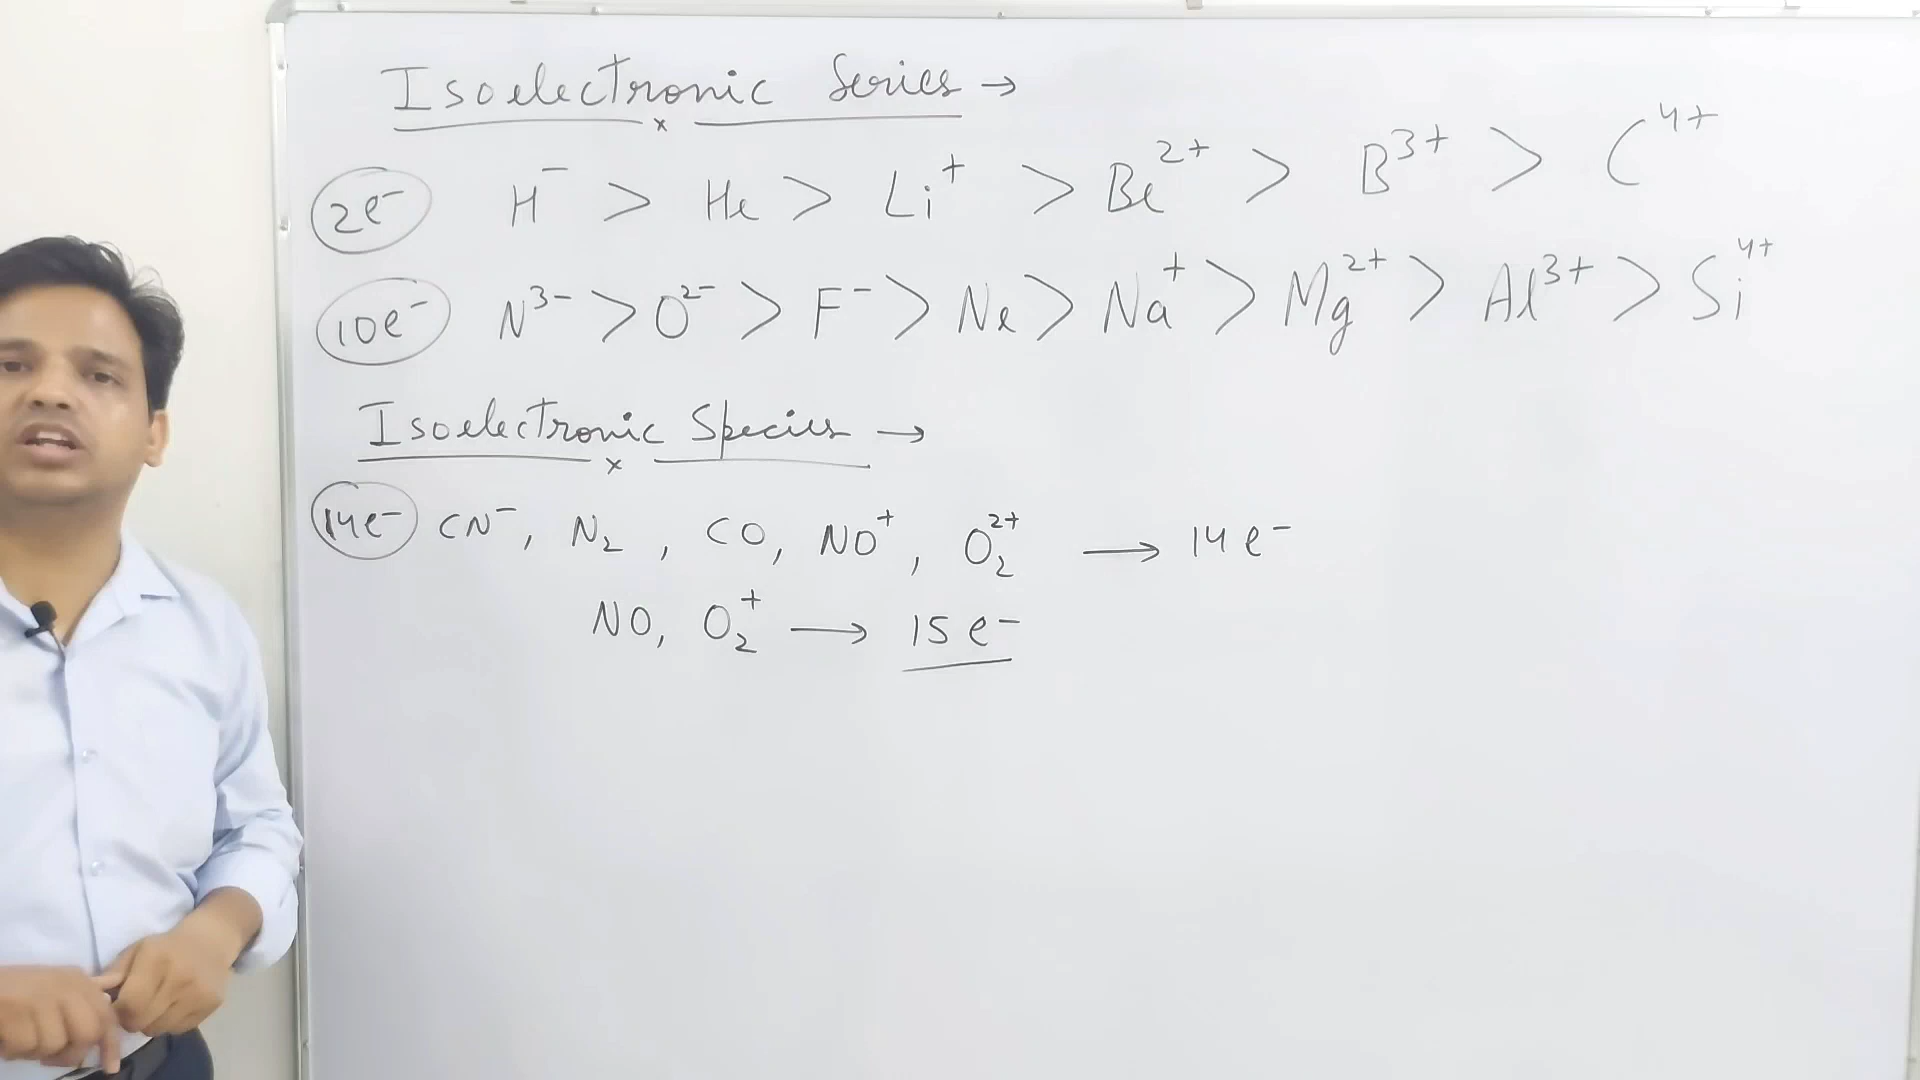 Isoelectronic Series →
2e⁻ H⁻ > He > Li⁺ > Be²⁺ > B³⁺ > C⁴⁺
10e⁻ N³⁻ > O²⁻ > F⁻ > Ne > Na⁺ > Mg²⁺ > Al³⁺ > Si⁴⁺
Isoelectronic Species →
14e⁻ CN⁻, N₂, CO, NO⁺, O₂²⁺ → 14e⁻
NO, O₂⁺ → 15e⁻